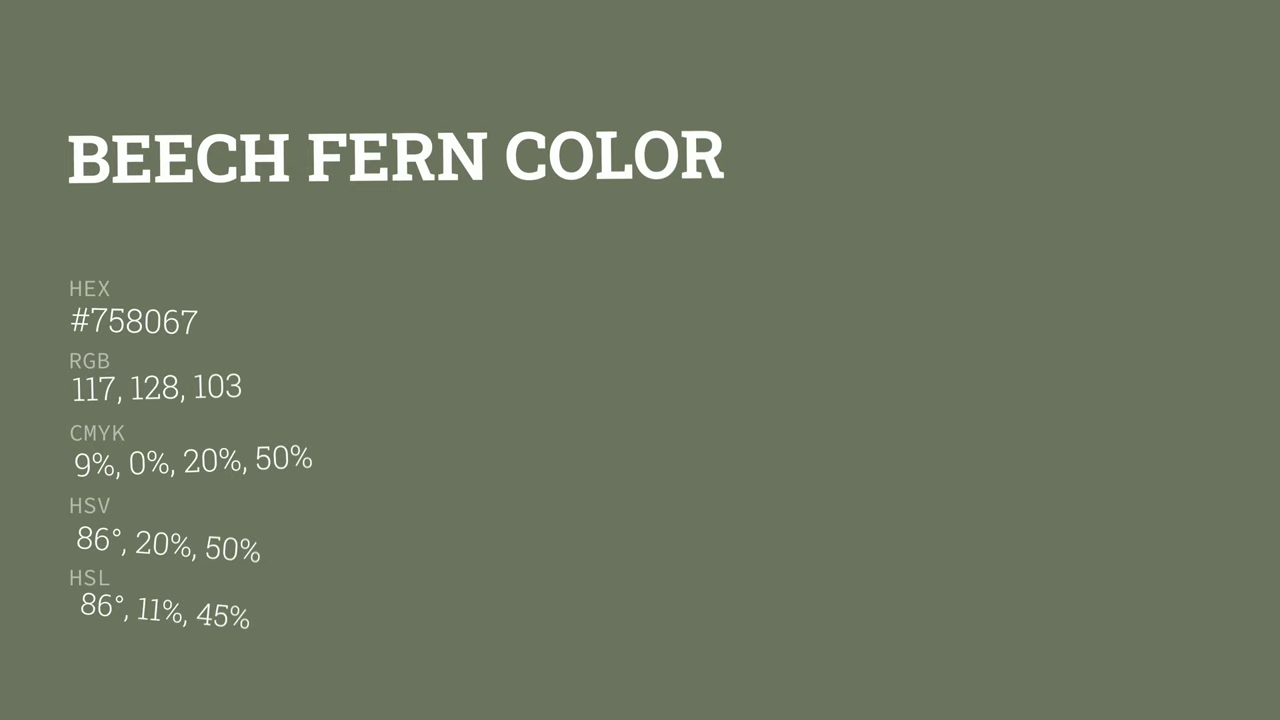 BEECH FERN COLOR
HEX
#758067
RGB
117, 128, 103
CMYK
9%, 0%, 20%, 50%
HSV
86°, 20%, 50%
HSL
86°, 11%, 45%